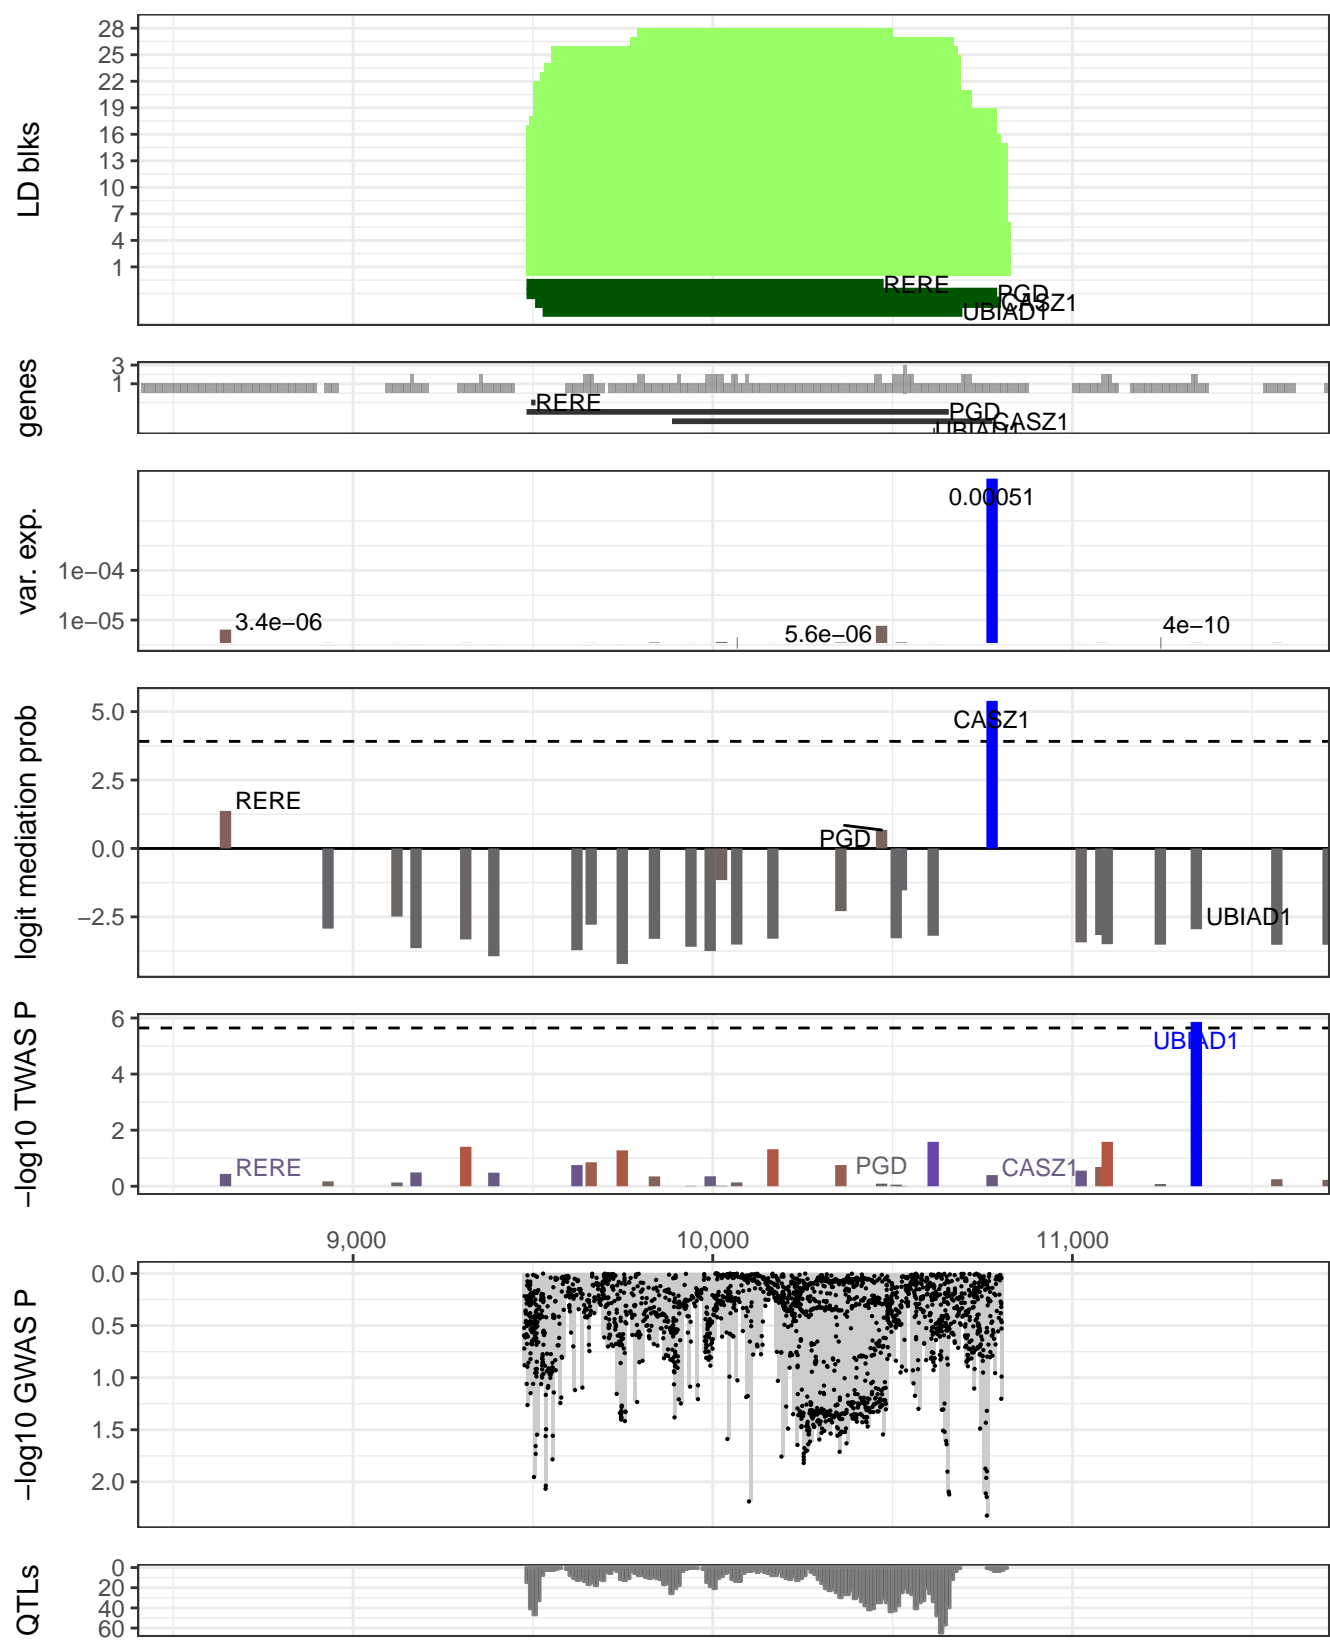 LD blks
28
25
22
19
16
13
10
7
4
1
RERE
PGD
CASZ1
UBIAD1
genes
3
1
RERE
PGD
CASZ1
UBIAD1
var. exp.
1e−04
1e−05
0.00051
3.4e−06
5.6e−06
4e−10
logit mediation prob
5.0
2.5
0.0
−2.5
CASZ1
RERE
PGD
UBIAD1
−log10 TWAS P
6
4
2
0
UBIAD1
RERE
PGD
CASZ1
9,000 10,000 11,000
−log10 GWAS P
0.0
0.5
1.0
1.5
2.0
QTLs
0
20
40
60